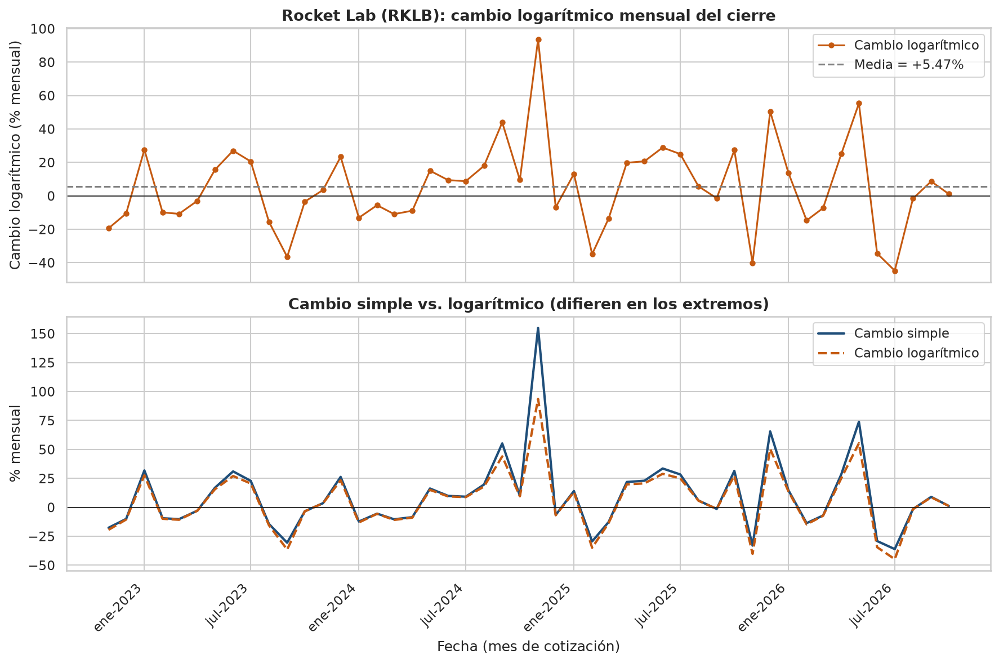 Rocket Lab (RKLB): cambio logarítmico mensual del cierre
Cambio logarítmico (% mensual)
100
80
60
40
20
0
−20
−40
Cambio logarítmico
Media = +5.47%
Cambio simple vs. logarítmico (difieren en los extremos)
% mensual
150
125
100
75
50
25
0
−25
−50
Cambio simple
Cambio logarítmico
ene-2023
jul-2023
ene-2024
jul-2024
ene-2025
jul-2025
ene-2026
jul-2026
Fecha (mes de cotización)